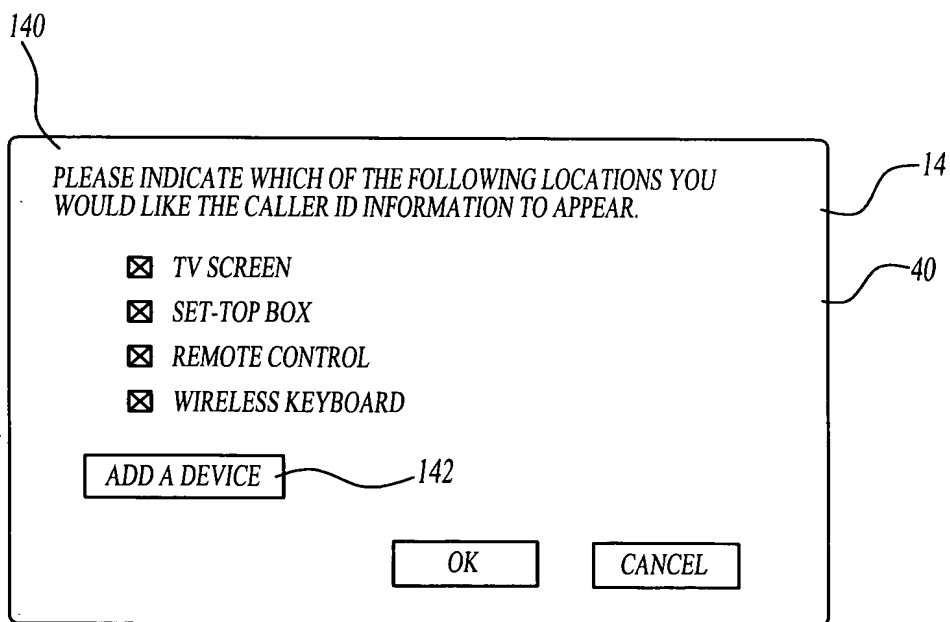 140
PLEASE INDICATE WHICH OF THE FOLLOWING LOCATIONS YOU
WOULD LIKE THE CALLER ID INFORMATION TO APPEAR.
14
TV SCREEN
40
SET-TOP BOX
REMOTE CONTROL
WIRELESS KEYBOARD
ADD A DEVICE
142
OK
CANCEL